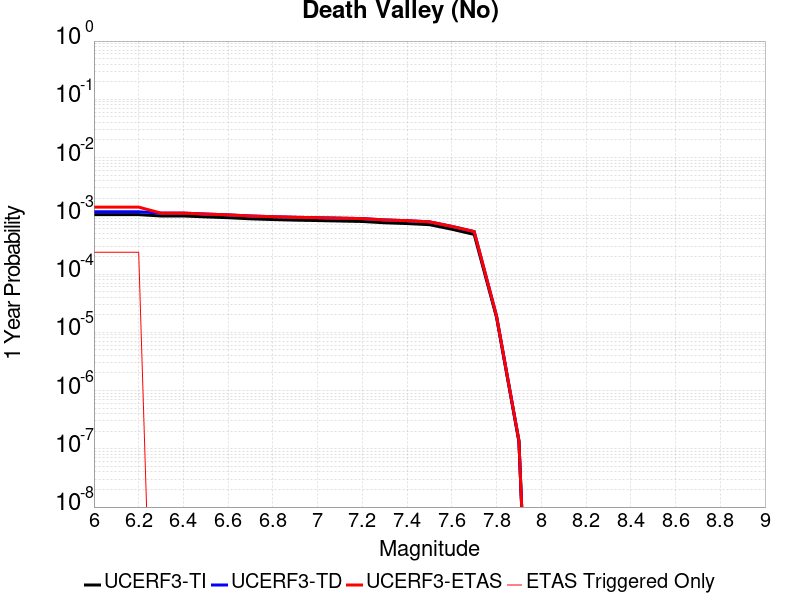 Death Valley (No)
10^0
10^-1
10^-2
10^-3
10^-4
10^-5
10^-6
10^-7
10^-8
1 Year Probability
6 6.2 6.4 6.6 6.8 7 7.2 7.4 7.6 7.8 8 8.2 8.4 8.6 8.8 9
Magnitude
UCERF3-TI UCERF3-TD UCERF3-ETAS ETAS Triggered Only